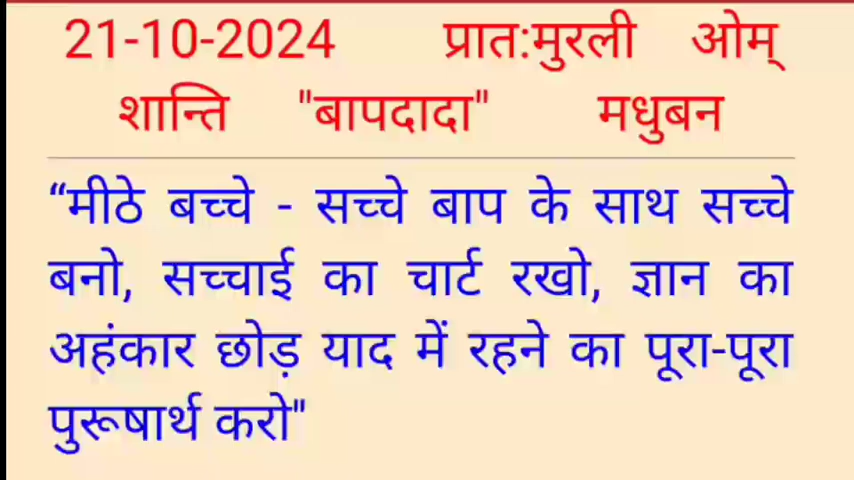 21-10-2024 प्रात:मुरली ओम्
शान्ति "बापदादा" मधुबन
“मीठे बच्चे - सच्चे बाप के साथ सच्चे
बनो, सच्चाई का चार्ट रखो, ज्ञान का
अहंकार छोड़ याद में रहने का पूरा-पूरा
पुरूषार्थ करो"